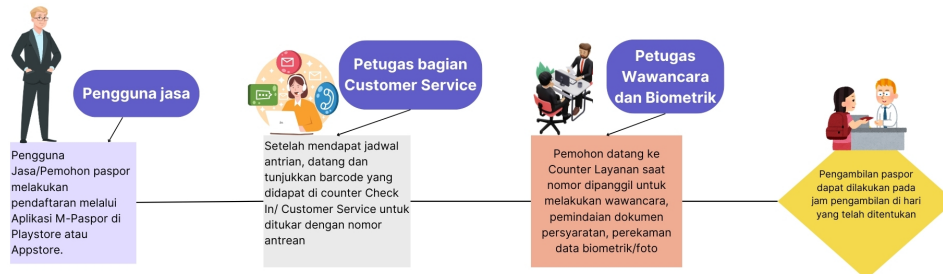 Pengguna jasa
Pengguna
Jasa/Pemohon paspor
melakukan
pendaftaran melalui
Aplikasi M-Paspor di
Playstore atau
Appstore.
Petugas bagian
Customer Service
Setelah mendapat jadwal
antrian, datang dan
tunjukkan barcode yang
didapat di counter Check
In/ Customer Service untuk
ditukar dengan nomor
antrean
Petugas
Wawancara
dan Biometrik
Pemohon datang ke
Counter Layanan saat
nomor dipanggil untuk
melakukan wawancara,
pemindaian dokumen
persyaratan, perekaman
data biometrik/foto
Pengambilan paspor
dapat dilakukan pada
jam pengambilan di hari
yang telah ditentukan